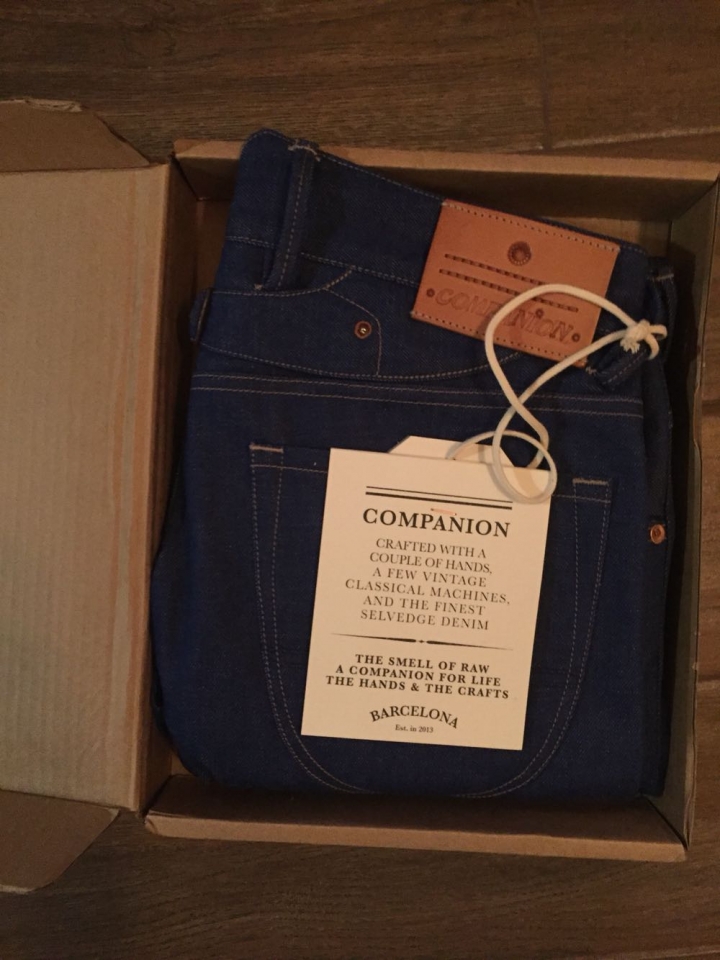 COMPANION
COMPANION
CRAFTED WITH A
COUPLE OF HANDS,
A FEW VINTAGE
CLASSICAL MACHINES,
AND THE FINEST
SELVEDGE DENIM
THE SMELL OF RAW
A COMPANION FOR LIFE
THE HANDS & THE CRAFTS
BARCELONA
Est. in 2013